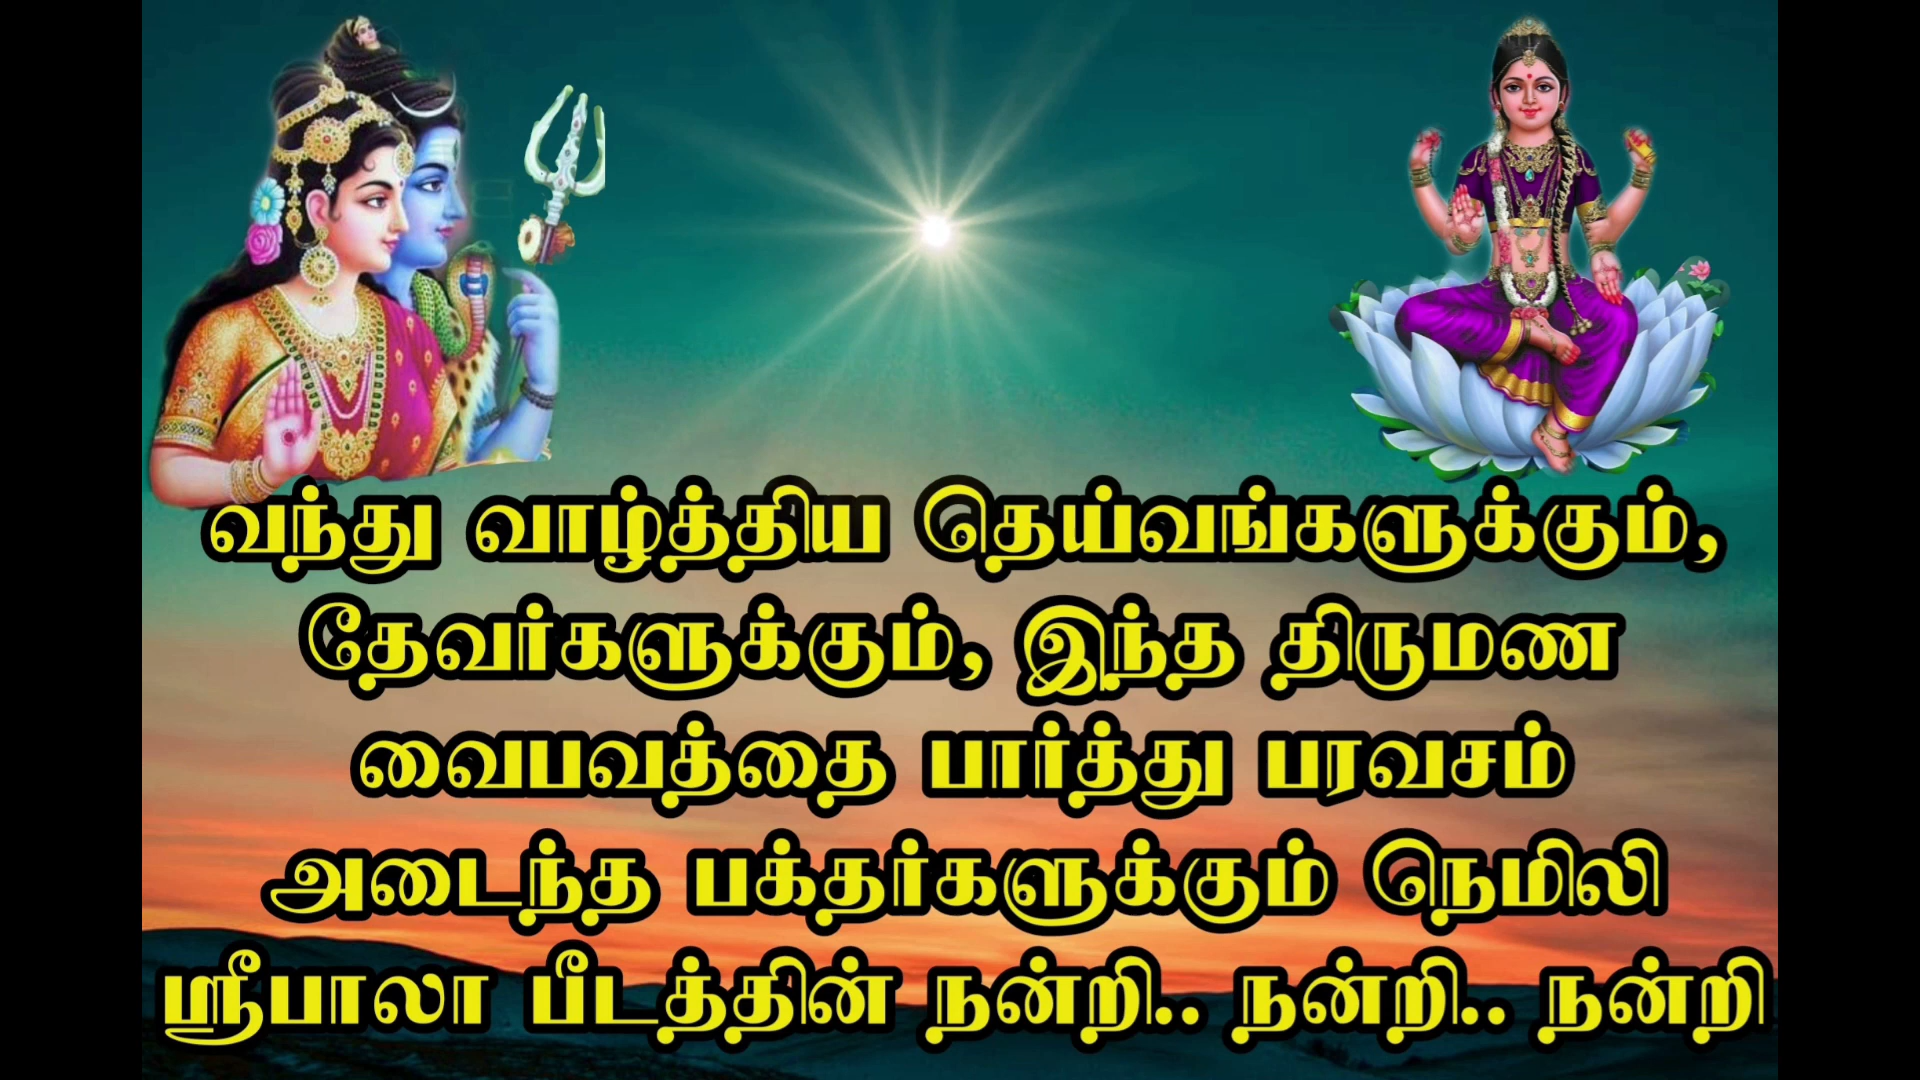 வந்து வாழ்த்திய தெய்வங்களுக்கும்,
தேவர்களுக்கும், இந்த திருமண
வைபவத்தை பார்த்து பரவசம்
அடைந்த பக்தர்களுக்கும் நெமிலி
ஸ்ரீபாலா பீடத்தின் நன்றி.. நன்றி.. நன்றி